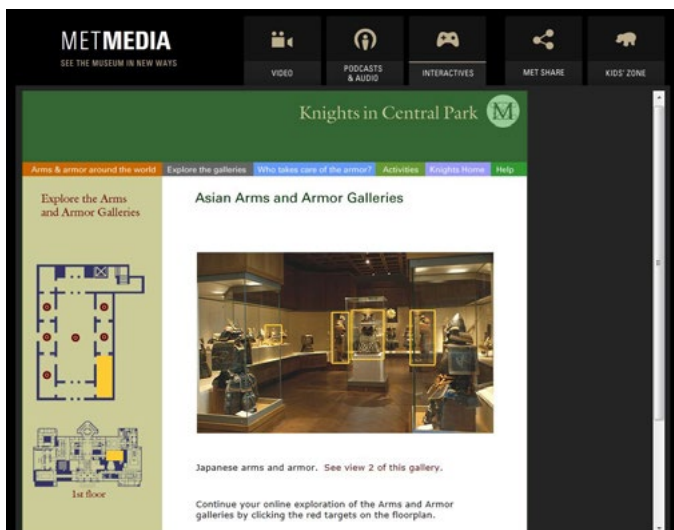 METMEDIA
SEE THE MUSEUM IN NEW WAYS
VIDEO
PODCASTS
& AUDIO
INTERACTIVES
MET SHARE
KIDS' ZONE
Knights in Central Park M
Arms & armor around the world
Explore the galleries
Who takes care of the armor?
Activities
Knights Home
Help
Explore the Arms
and Armor Galleries
1st floor
Asian Arms and Armor Galleries
Japanese arms and armor. See view 2 of this gallery.
Continue your online exploration of the Arms and Armor
galleries by clicking the red targets on the floorplan.